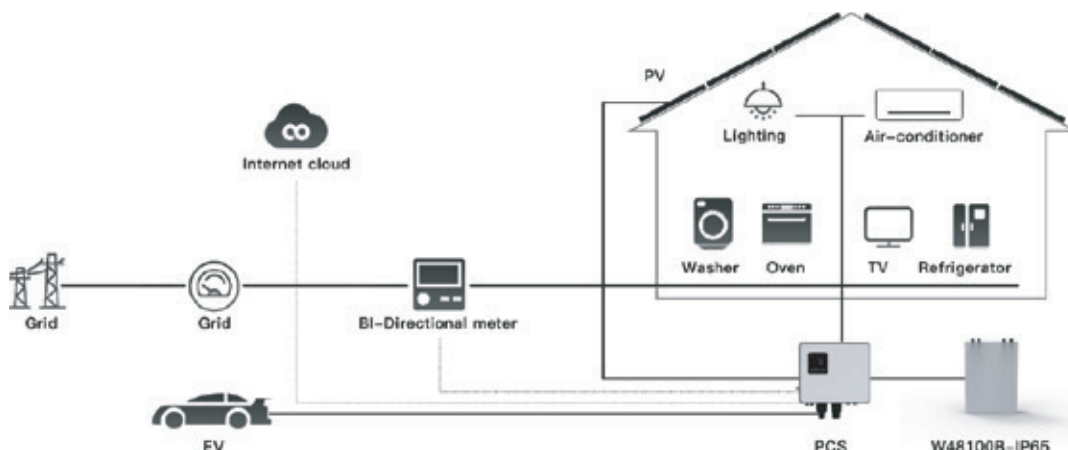 PV
Lighting
Air-conditioner
Internet cloud
Washer
Oven
TV
Refrigerator
Grid
Grid
BI-Directional meter
EV
PCS
W48100B-IP65